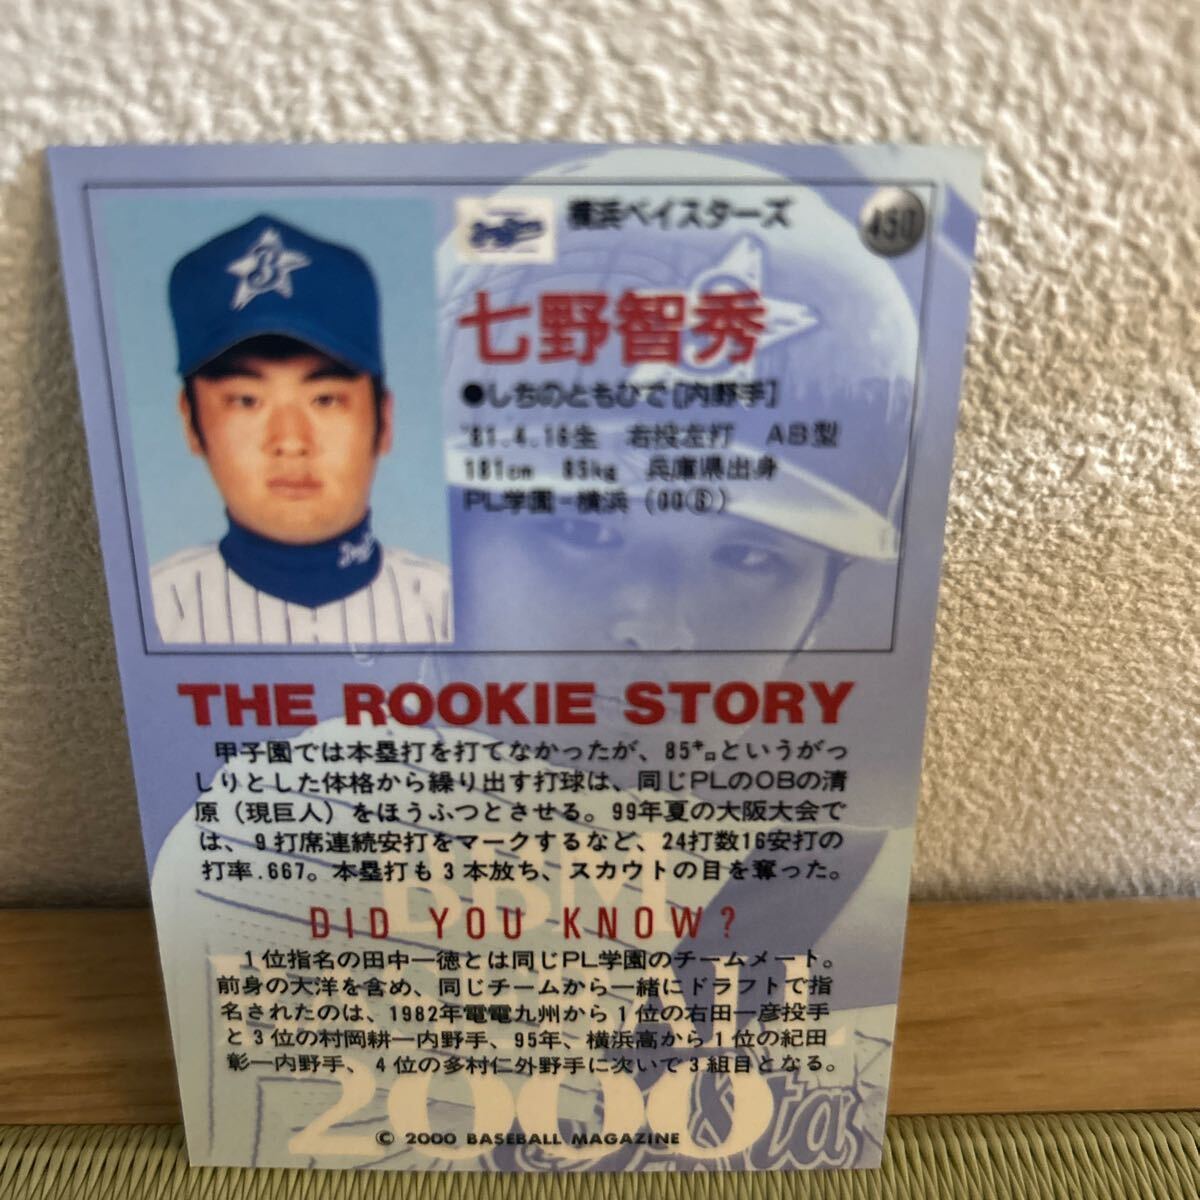 横浜ベイスターズ
450
七野智秀
●しちのともひで［内野手］
'81.4.16生 右投左打 AB型
181cm 85kg 兵庫県出身
PL学園－横浜（00⑥）
THE ROOKIE STORY
甲子園では本塁打を打てなかったが、85㌔というがっ
しりとした体格から繰り出す打球は、同じPLのOBの清
原（現巨人）をほうふつとさせる。99年夏の大阪大会で
は、9打席連続安打をマークするなど、24打数16安打の
打率.667。本塁打も3本放ち、スカウトの目を奪った。
DID YOU KNOW?
1位指名の田中一徳とは同じPL学園のチームメート。
前身の大洋を含め、同じチームから一緒にドラフトで指
名されたのは、1982年電電九州から1位の右田一彦投手
と3位の村岡耕一内野手、95年、横浜高から1位の紀田
彰一内野手、4位の多村仁外野手に次いで3組目となる。
BBM
BASEBALL
2000
© 2000 BASEBALL MAGAZINE